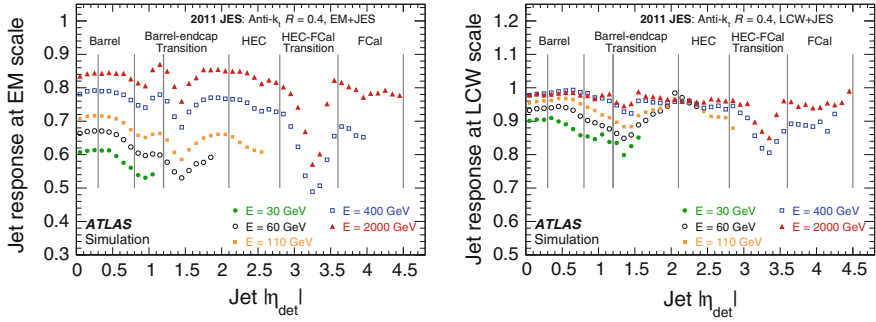 2011 JES: Anti-kt R = 0.4, EM+JES
Barrel
Barrel-endcap
Transition
HEC
HEC-FCal
Transition
FCal
Jet response at EM scale
1
0.9
0.8
0.7
0.6
0.5
0.4
0.3
ATLAS
Simulation
E = 30 GeV
E = 60 GeV
E = 110 GeV
E = 400 GeV
E = 2000 GeV
0 0.5 1 1.5 2 2.5 3 3.5 4 4.5
Jet |ηdet|
2011 JES: Anti-kt R = 0.4, LCW+JES
Barrel
Barrel-endcap
Transition
HEC
HEC-FCal
Transition
FCal
Jet response at LCW scale
1.2
1.1
1
0.9
0.8
0.7
0.6
0.5
ATLAS
Simulation
E = 30 GeV
E = 60 GeV
E = 110 GeV
E = 400 GeV
E = 2000 GeV
0 0.5 1 1.5 2 2.5 3 3.5 4 4.5
Jet |ηdet|